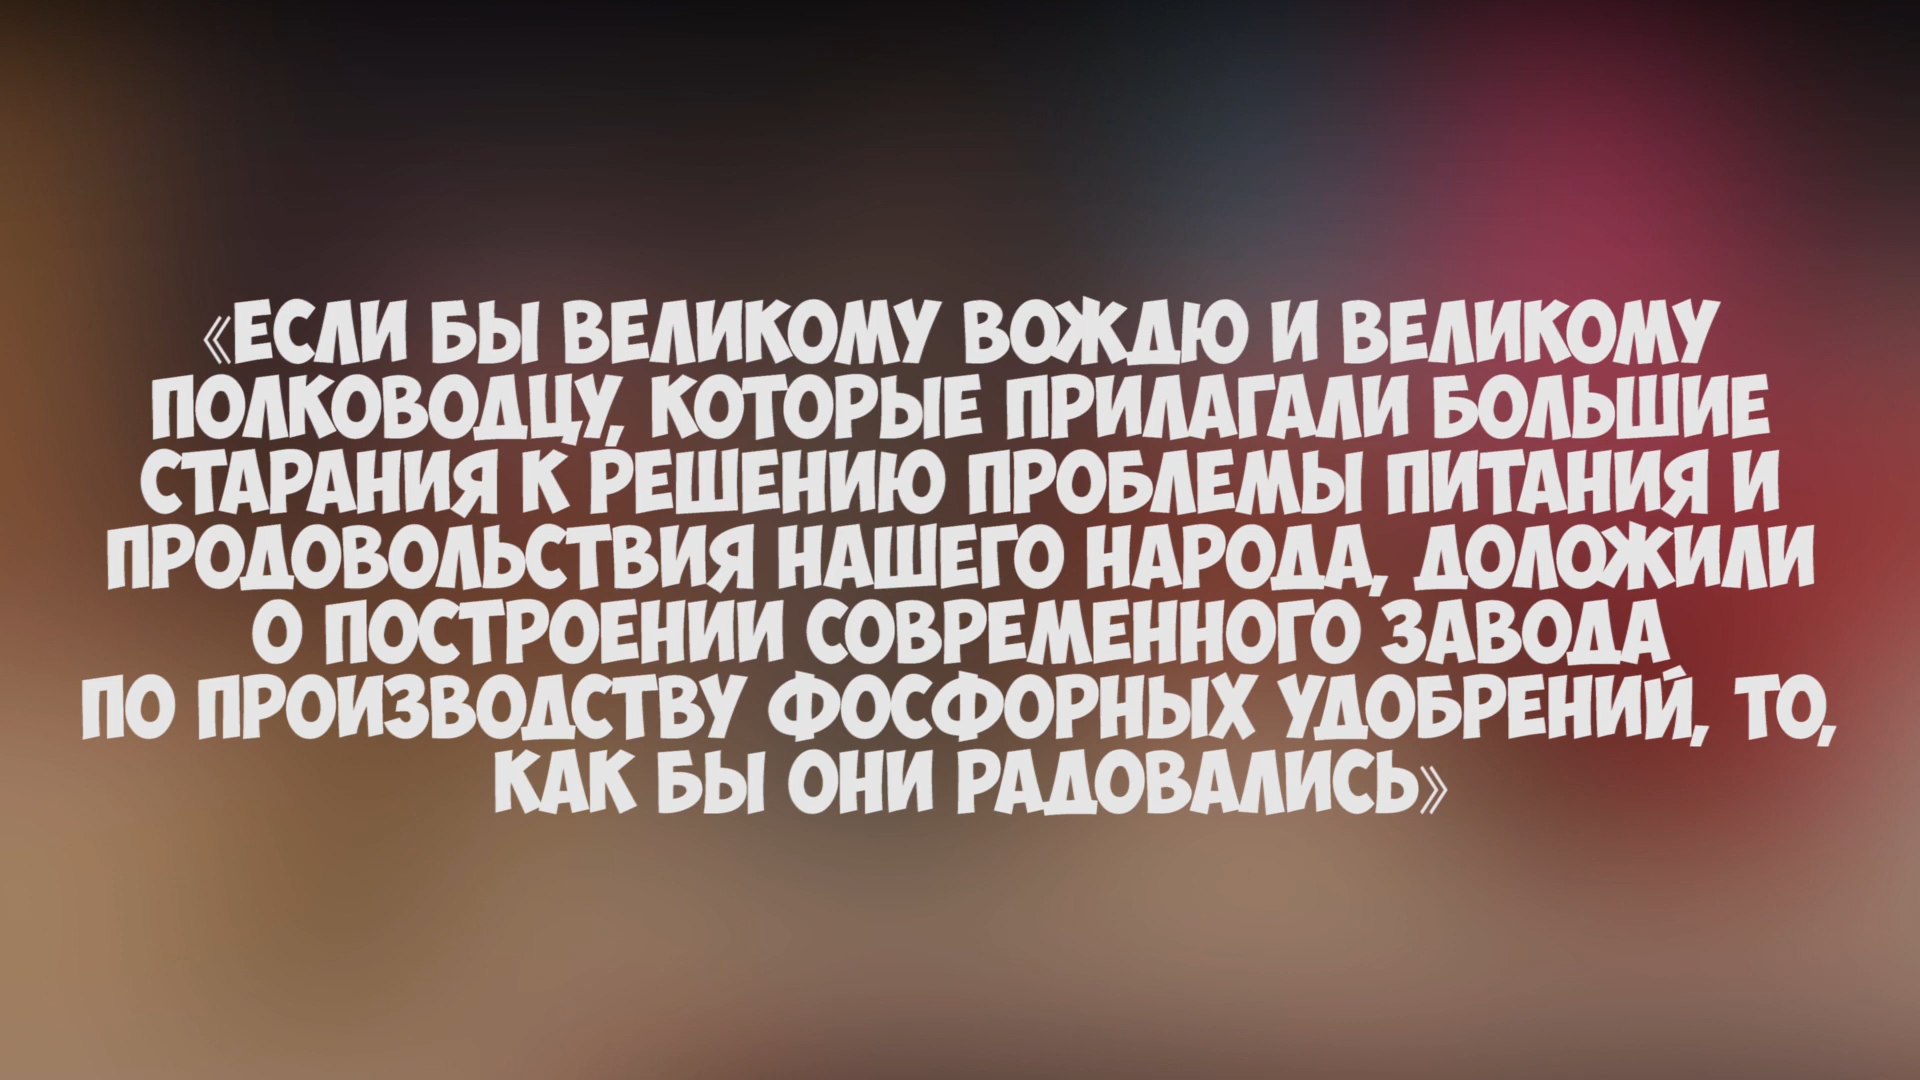 «ЕСЛИ БЫ ВЕЛИКОМУ ВОЖДЮ И ВЕЛИКОМУ
ПОЛКОВОДЦУ, КОТОРЫЕ ПРИЛАГАЛИ БОЛЬШИЕ
СТАРАНИЯ К РЕШЕНИЮ ПРОБЛЕМЫ ПИТАНИЯ И
ПРОДОВОЛЬСТВИЯ НАШЕГО НАРОДА, ДОЛОЖИЛИ
О ПОСТРОЕНИИ СОВРЕМЕННОГО ЗАВОДА
ПО ПРОИЗВОДСТВУ ФОСФОРНЫХ УДОБРЕНИЙ, ТО,
КАК БЫ ОНИ РАДОВАЛИСЬ»